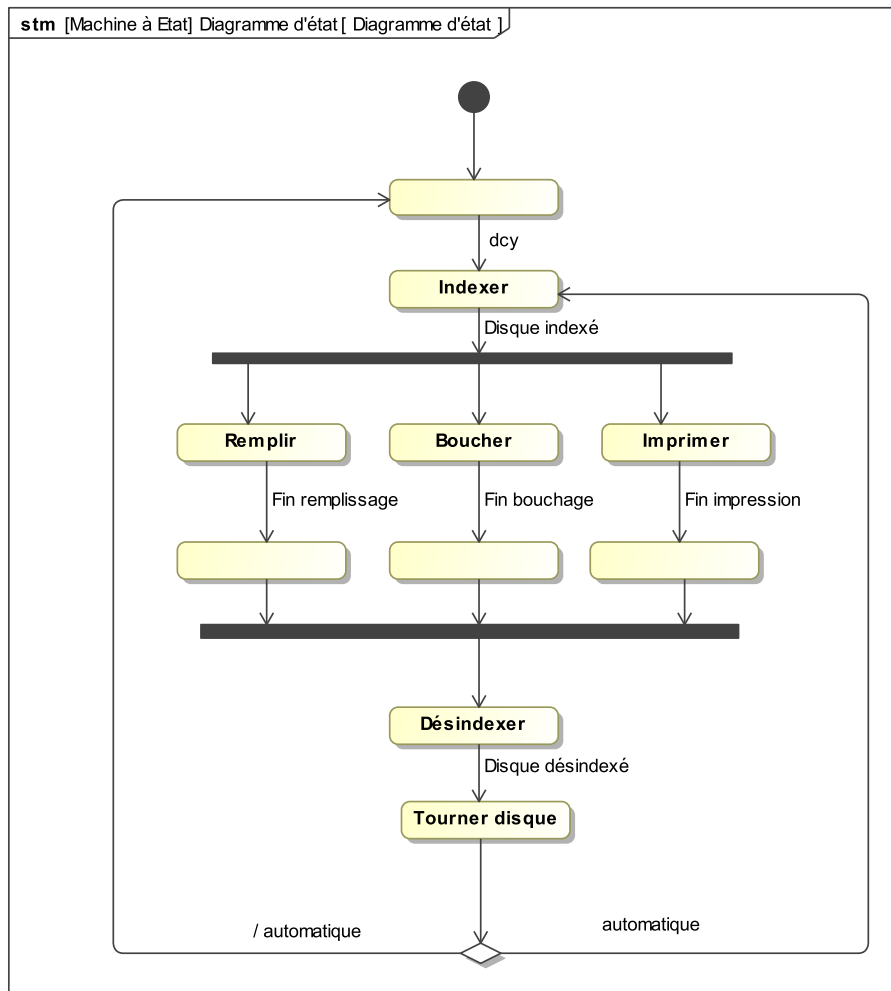 stm [Machine à Etat] Diagramme d'état [ Diagramme d'état ]
dcy
Indexer
Disque indexé
Remplir
Boucher
Imprimer
Fin remplissage
Fin bouchage
Fin impression
Désindexer
Disque désindexé
Tourner disque
/ automatique
automatique